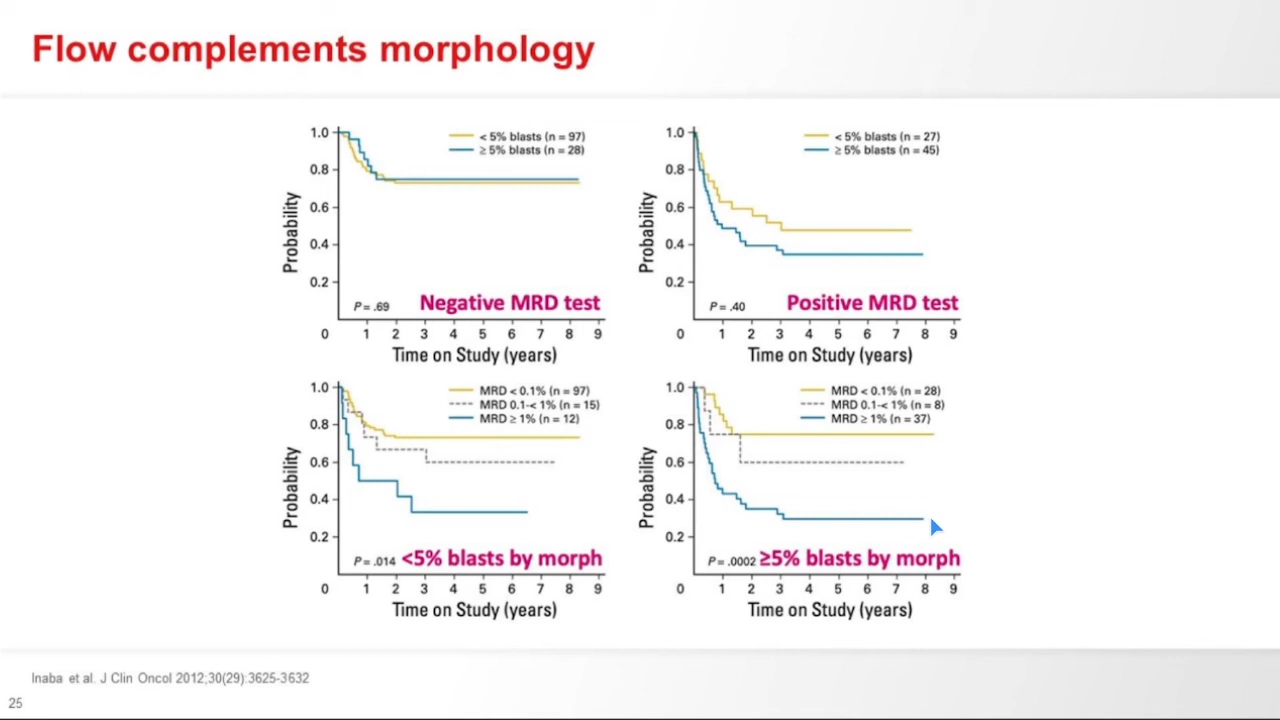 Flow complements morphology
1.0
0.8
0.6
0.4
0.2
0
Probability
< 5% blasts (n = 97)
≥ 5% blasts (n = 28)
P = .69
Negative MRD test
1 2 3 4 5 6 7 8 9
Time on Study (years)
1.0
0.8
0.6
0.4
0.2
0
Probability
< 5% blasts (n = 27)
≥ 5% blasts (n = 45)
P = .40
Positive MRD test
1 2 3 4 5 6 7 8 9
Time on Study (years)
1.0
0.8
0.6
0.4
0.2
0
Probability
MRD < 0.1% (n = 97)
MRD 0.1-< 1% (n = 15)
MRD ≥ 1% (n = 12)
P = .014
<5% blasts by morph
1 2 3 4 5 6 7 8 9
Time on Study (years)
1.0
0.8
0.6
0.4
0.2
0
Probability
MRD < 0.1% (n = 28)
MRD 0.1-< 1% (n = 8)
MRD ≥ 1% (n = 37)
P = .0002
≥5% blasts by morph
1 2 3 4 5 6 7 8 9
Time on Study (years)
Inaba et al. J Clin Oncol 2012;30(29):3625-3632
25